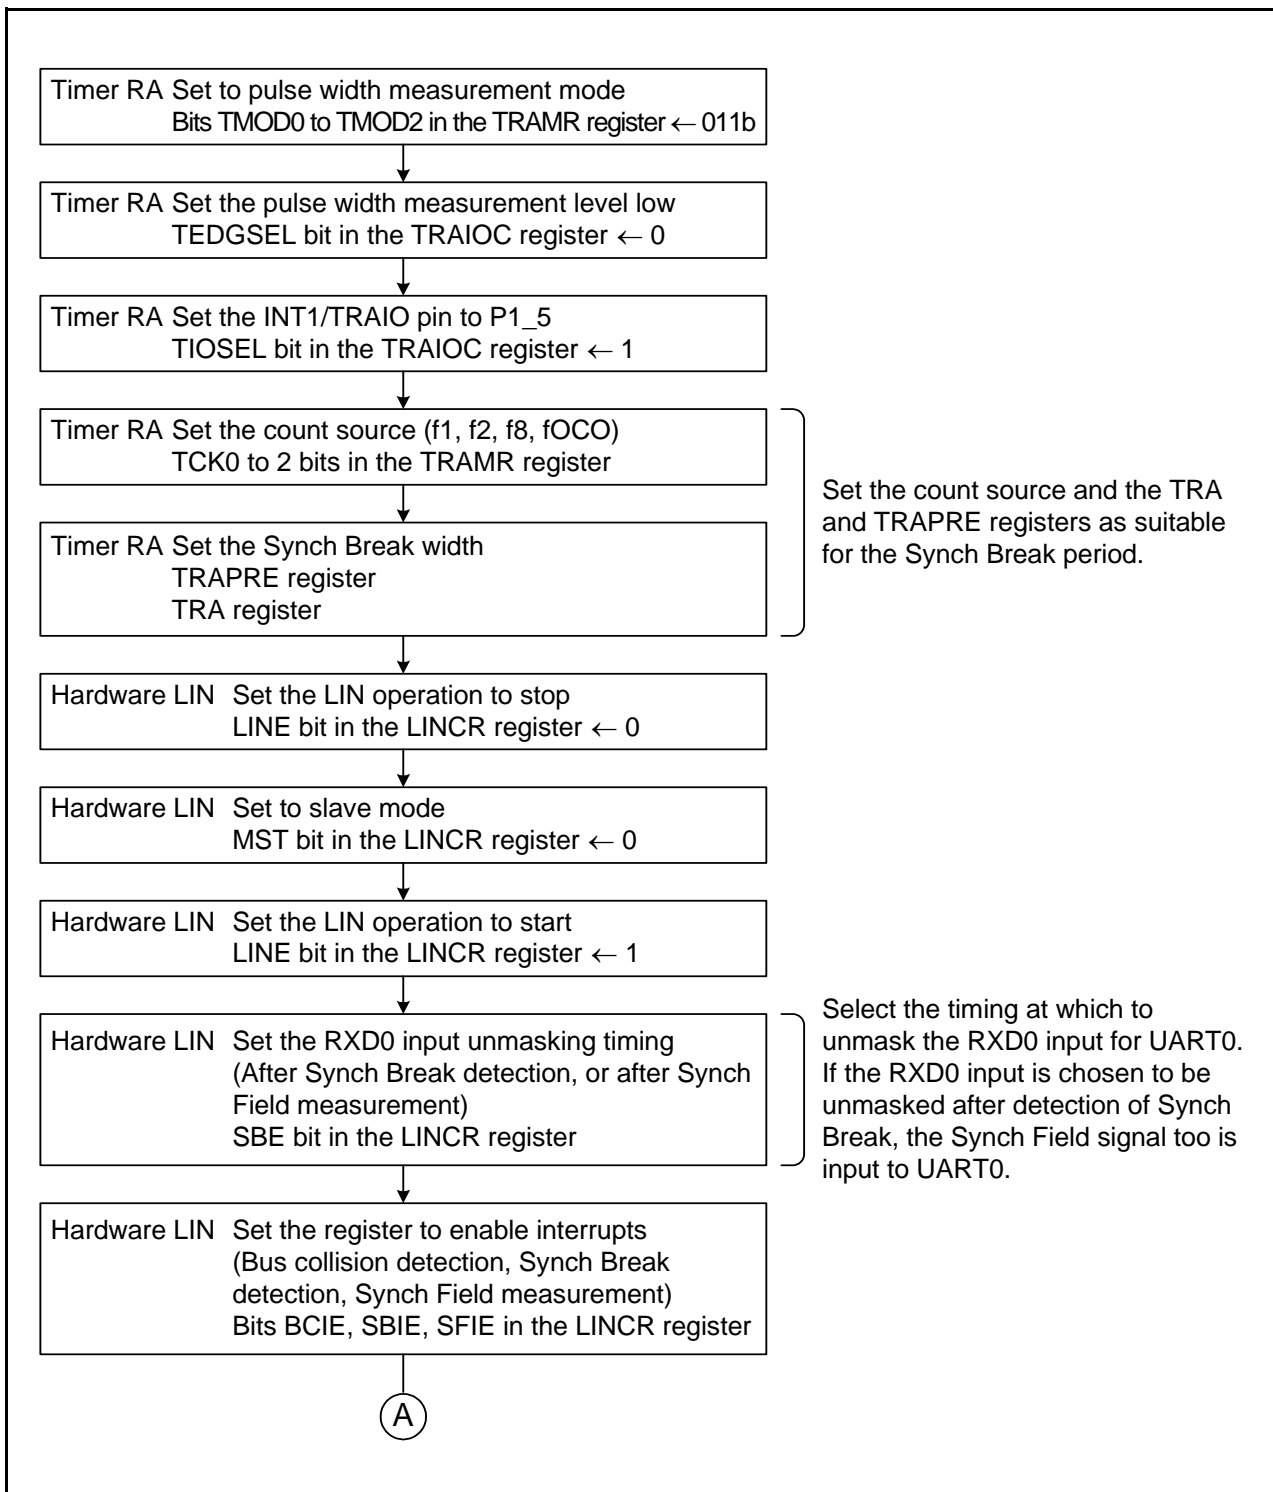 Timer RA Set to pulse width measurement mode
Bits TMOD0 to TMOD2 in the TRAMR register ← 011b
Timer RA Set the pulse width measurement level low
TEDGSEL bit in the TRAIOC register ← 0
Timer RA Set the INT1/TRAIO pin to P1_5
TIOSEL bit in the TRAIOC register ← 1
Timer RA Set the count source (f1, f2, f8, fOCO)
TCK0 to 2 bits in the TRAMR register
Timer RA Set the Synch Break width
TRAPRE register
TRA register
Set the count source and the TRA
and TRAPRE registers as suitable
for the Synch Break period.
Hardware LIN Set the LIN operation to stop
LINE bit in the LINCR register ← 0
Hardware LIN Set to slave mode
MST bit in the LINCR register ← 0
Hardware LIN Set the LIN operation to start
LINE bit in the LINCR register ← 1
Hardware LIN Set the RXD0 input unmasking timing
(After Synch Break detection, or after Synch
Field measurement)
SBE bit in the LINCR register
Select the timing at which to
unmask the RXD0 input for UART0.
If the RXD0 input is chosen to be
unmasked after detection of Synch
Break, the Synch Field signal too is
input to UART0.
Hardware LIN Set the register to enable interrupts
(Bus collision detection, Synch Break
detection, Synch Field measurement)
Bits BCIE, SBIE, SFIE in the LINCR register
A